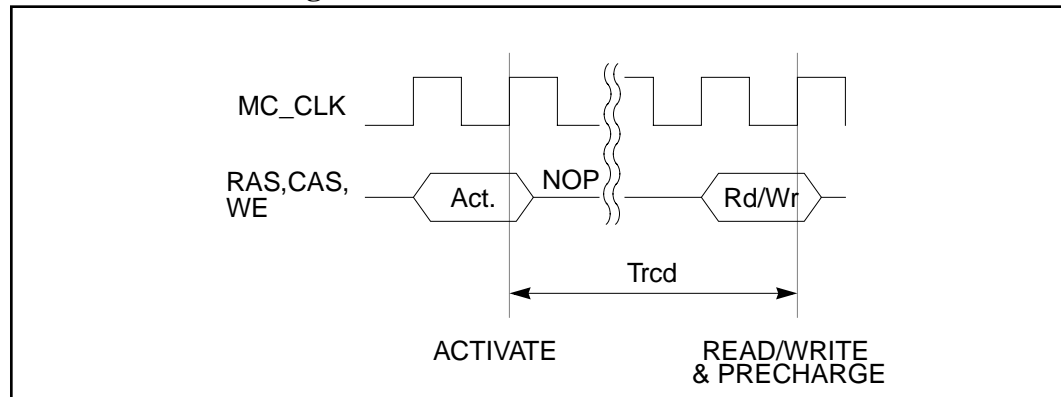 MC_CLK
RAS,CAS,
WE
Act.
NOP
Rd/Wr
Trcd
ACTIVATE
READ/WRITE
& PRECHARGE